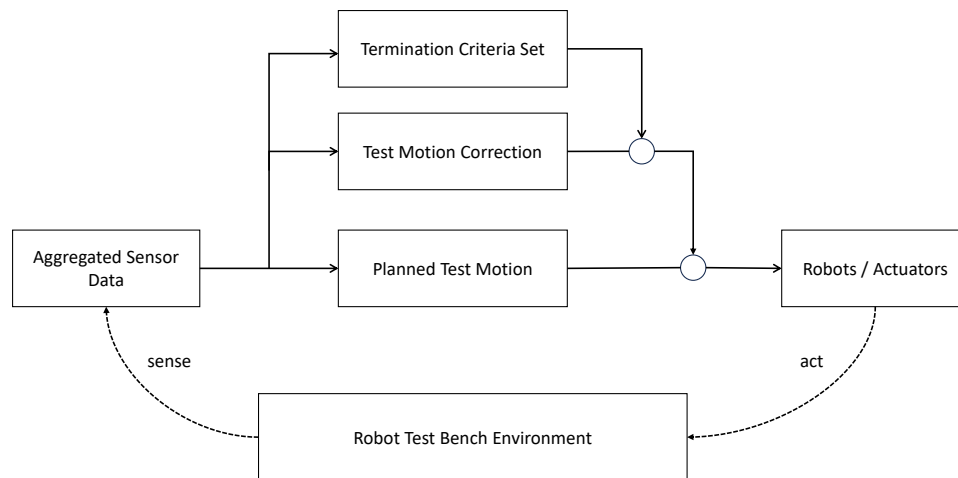 Termination Criteria Set
Test Motion Correction
Aggregated Sensor
Data
Planned Test Motion
Robots / Actuators
sense
act
Robot Test Bench Environment